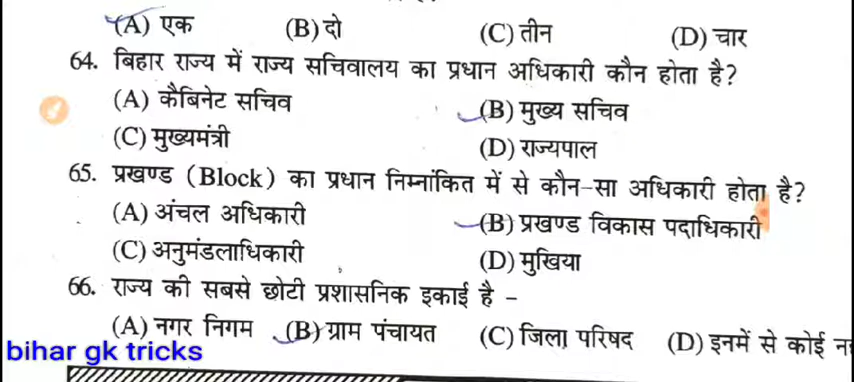 (A) एक (B) दो (C) तीन (D) चार
64. बिहार राज्य में राज्य सचिवालय का प्रधान अधिकारी कौन होता है?
(A) कैबिनेट सचिव (B) मुख्य सचिव
(C) मुख्यमंत्री (D) राज्यपाल
65. प्रखण्ड (Block) का प्रधान निम्नांकित में से कौन-सा अधिकारी होता है?
(A) अंचल अधिकारी (B) प्रखण्ड विकास पदाधिकारी
(C) अनुमंडलाधिकारी (D) मुखिया
66. राज्य की सबसे छोटी प्रशासनिक इकाई है -
(A) नगर निगम (B) ग्राम पंचायत (C) जिला परिषद (D) इनमें से कोई
bihar gk tricks